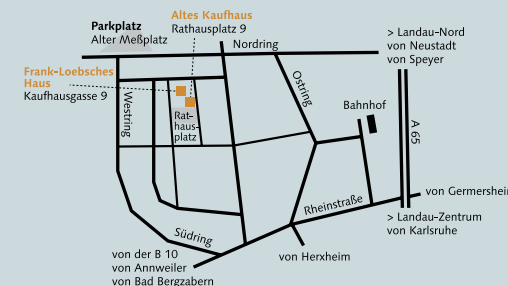 Altes Kaufhaus
Rathausplatz 9
Parkplatz
Alter Meßplatz
Nordring
> Landau-Nord
von Neustadt
von Speyer
Frank-Loebsches
Haus
Kaufhausgasse 9
Westring
Rat-
haus-
platz
Ostring
Bahnhof
A 65
von Germersheim
Rheinstraße
> Landau-Zentrum
von Karlsruhe
Südring
von Herxheim
von der B 10
von Annweiler
von Bad Bergzabern